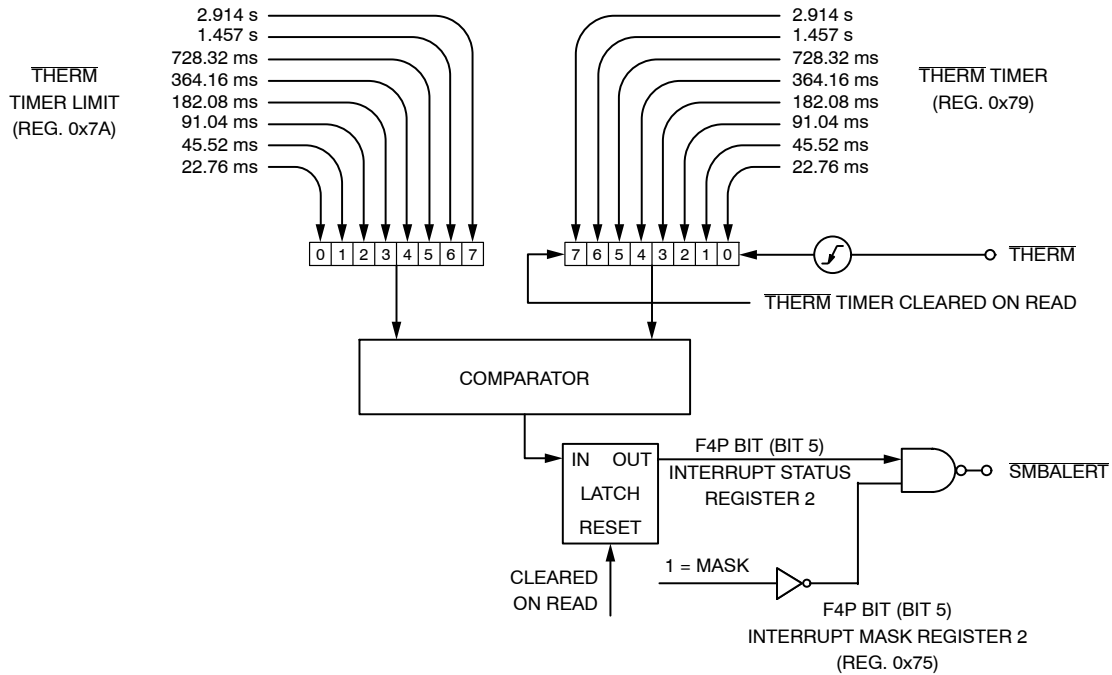 2.914 s
1.457 s
728.32 ms
364.16 ms
182.08 ms
91.04 ms
45.52 ms
22.76 ms
THERM
TIMER LIMIT
(REG. 0x7A)
2.914 s
1.457 s
728.32 ms
364.16 ms
182.08 ms
91.04 ms
45.52 ms
22.76 ms
THERM TIMER
(REG. 0x79)
0 1 2 3 4 5 6 7
7 6 5 4 3 2 1 0
THERM
THERM TIMER CLEARED ON READ
COMPARATOR
IN OUT
LATCH
RESET
F4P BIT (BIT 5)
INTERRUPT STATUS
REGISTER 2
SMBALERT
CLEARED
ON READ
1 = MASK
F4P BIT (BIT 5)
INTERRUPT MASK REGISTER 2
(REG. 0x75)